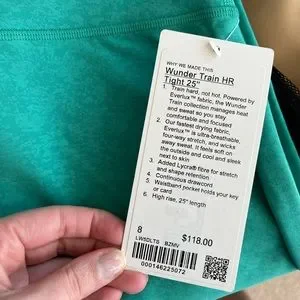 WHY WE MADE THIS
Wunder Train HR
Tight 25"
1. Train hard, not hot. Powered by
Everlux™ fabric, the Wunder
Train collection manages heat
and sweat so you stay
comfortable and focused
2. Our fastest drying fabric,
Everlux™ is ultra-breathable,
four-way stretch, and wicks
away sweat. It feels soft on
the outside and cool and sleek
next to skin
3. Added Lycra® fibre for stretch
and shape retention
4. Continuous drawcord
5. Waistband pocket holds your key
or card
6. High rise, 25" length
8
$118.00
LW5DLTS BZMV
000146225072